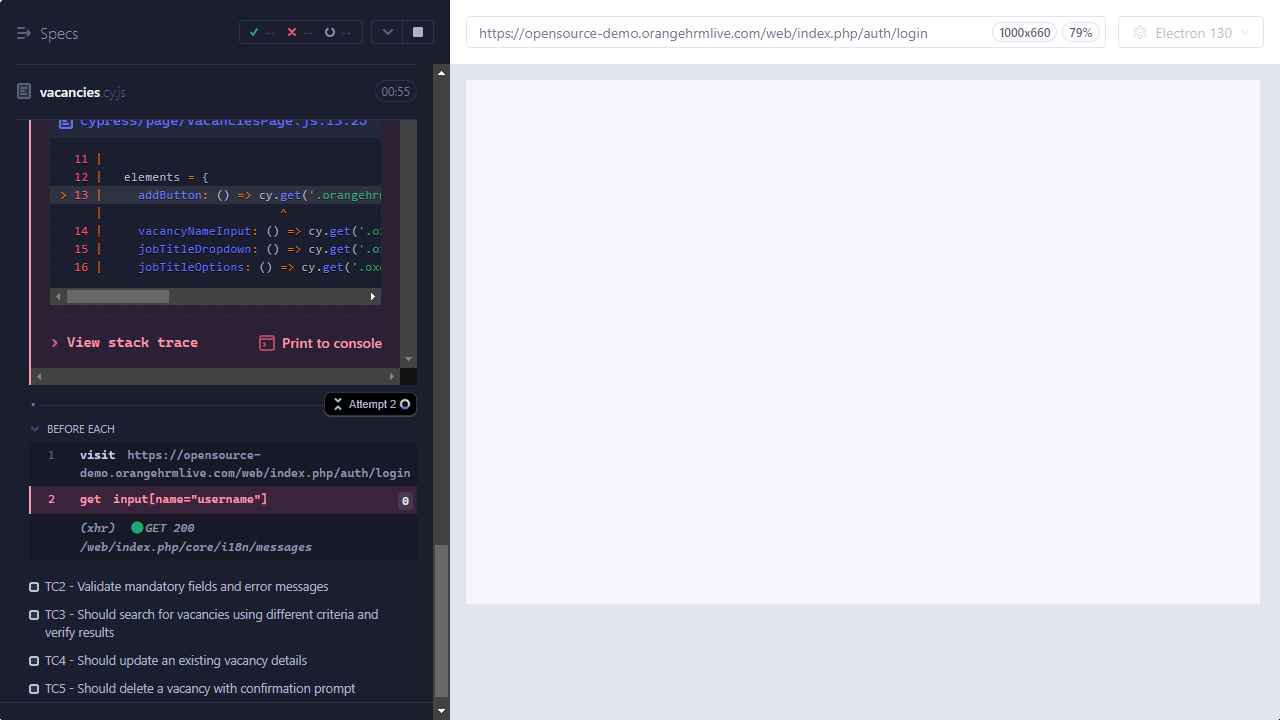 Specs
-- -- --
https://opensource-demo.orangehrmlive.com/web/index.php/auth/login
1000x660
79%
Electron 130
vacancies.cy.js
00:55
cypress/page/VacanciesPage.js:13:23
11 |
12 | elements = {
> 13 | addButton: () => cy.get('.orangehr
| ^
14 | vacancyNameInput: () => cy.get('.o
15 | jobTitleDropdown: () => cy.get('.o
16 | jobTitleOptions: () => cy.get('.ox
> View stack trace
Print to console
Attempt 2
BEFORE EACH
1 visit https://opensource-
demo.orangehrmlive.com/web/index.php/auth/login
2 get input[name="username"] 0
(xhr) GET 200
/web/index.php/core/i18n/messages
TC2 - Validate mandatory fields and error messages
TC3 - Should search for vacancies using different criteria and
verify results
TC4 - Should update an existing vacancy details
TC5 - Should delete a vacancy with confirmation prompt